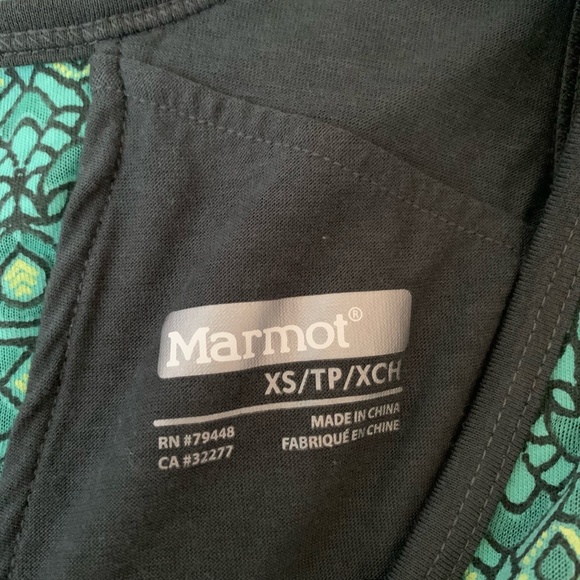 Marmot®
XS/TP/XCH
RN #79448
CA #32277
MADE IN CHINA
FABRIQUÉ EN CHINE